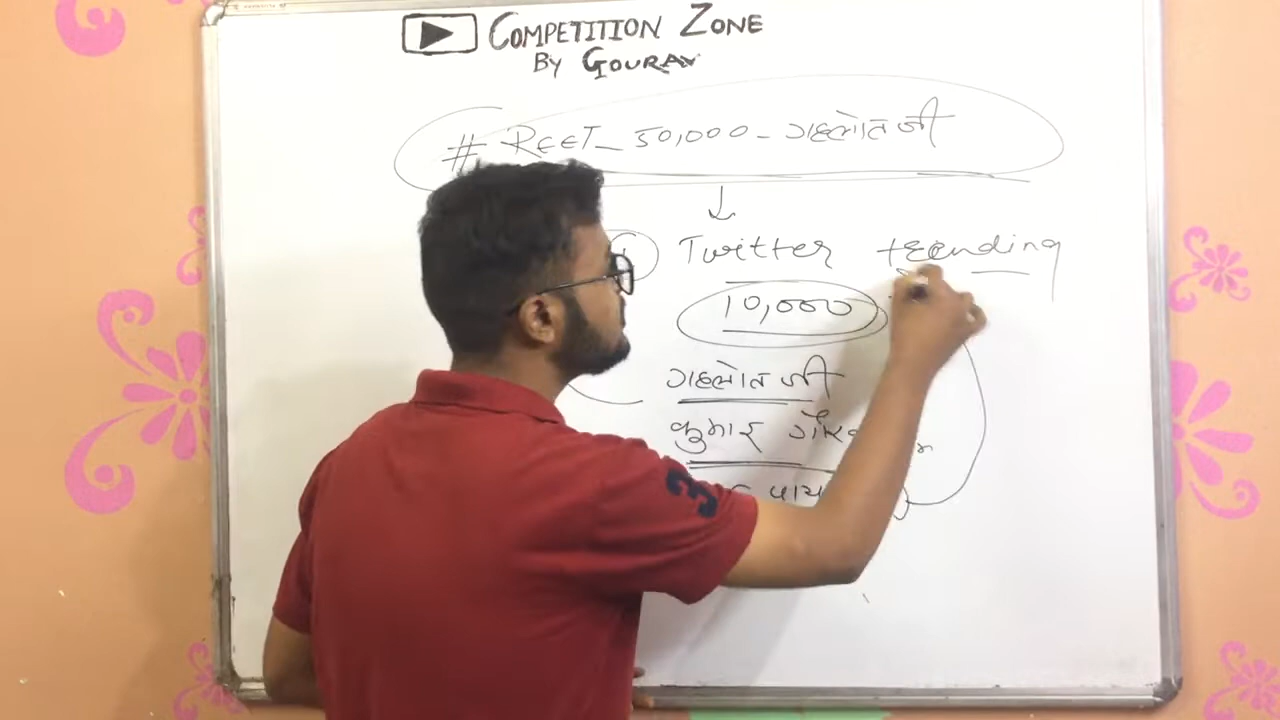 COMPETITION ZONE
BY GOURAV
# REET_50,000_गहलोत जी
Twitter trending
10,000
गहलोत जी
कुमार